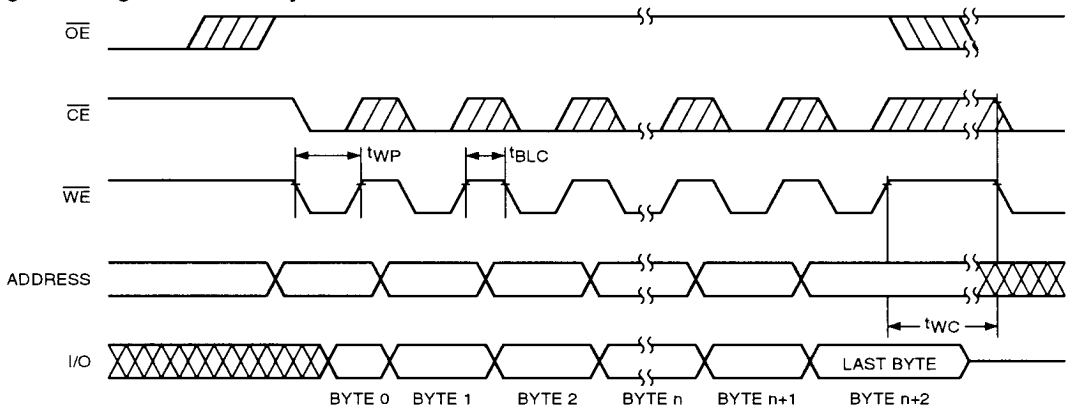 OE
CE
tWP
tBLC
WE
ADDRESS
tWC
I/O
LAST BYTE
BYTE 0 BYTE 1 BYTE 2 BYTE n BYTE n+1 BYTE n+2